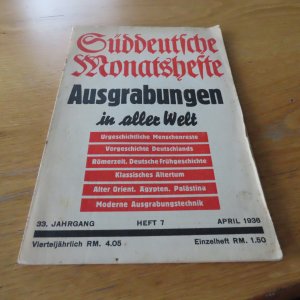 Süddeutsche
Monatshefte
Ausgrabungen
in aller Welt
Urgeschichtliche Menschenreste
Vorgeschichte Deutschlands
Römerzeit, Deutsche Frühgeschichte
Klassisches Altertum
Alter Orient, Ägypten, Palästina
Moderne Ausgrabungstechnik
33. JAHRGANG HEFT 7 APRIL 1936
Vierteljährlich RM. 4.05 Einzelheft RM. 1.50